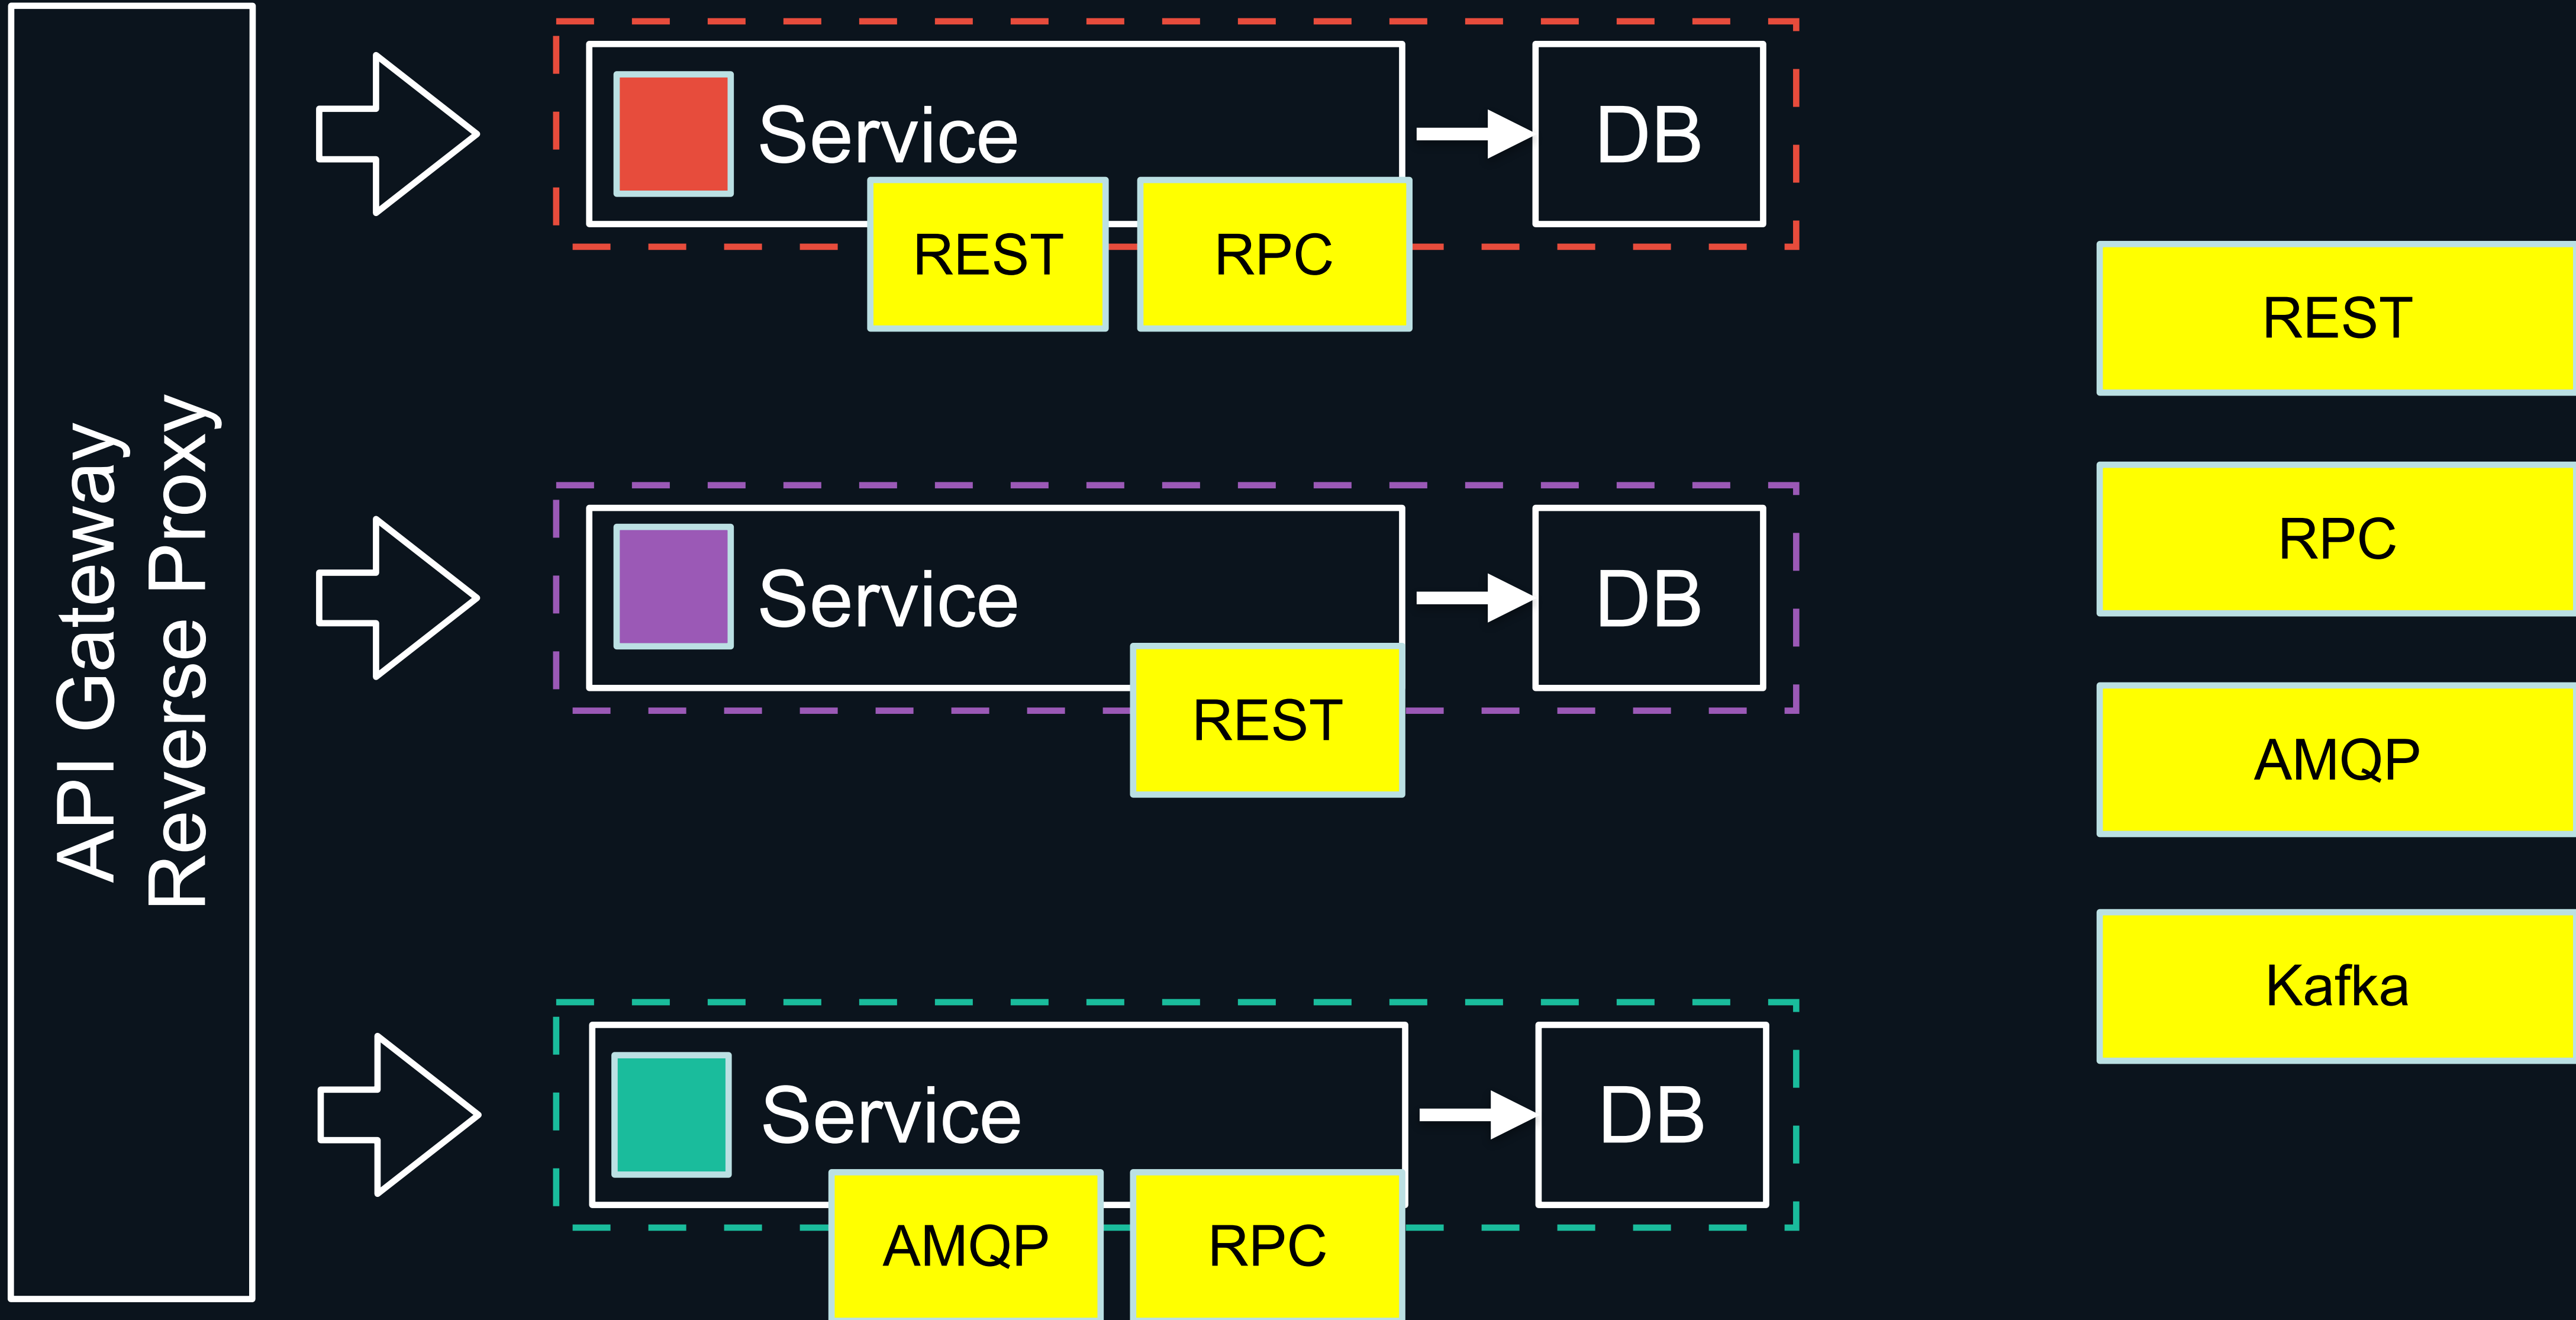 API Gateway
Reverse Proxy
Service
DB
REST
RPC
Service
DB
REST
Service
DB
AMQP
RPC
REST
RPC
AMQP
Kafka